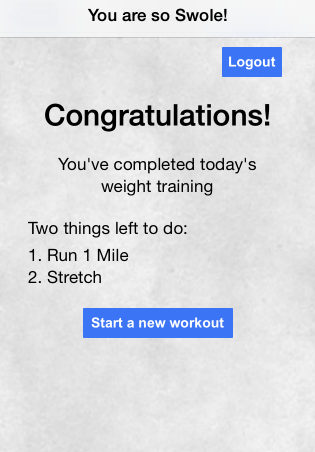 You are so Swole!
Logout
Congratulations!
You've completed today's
weight training
Two things left to do:
1. Run 1 Mile
2. Stretch
Start a new workout